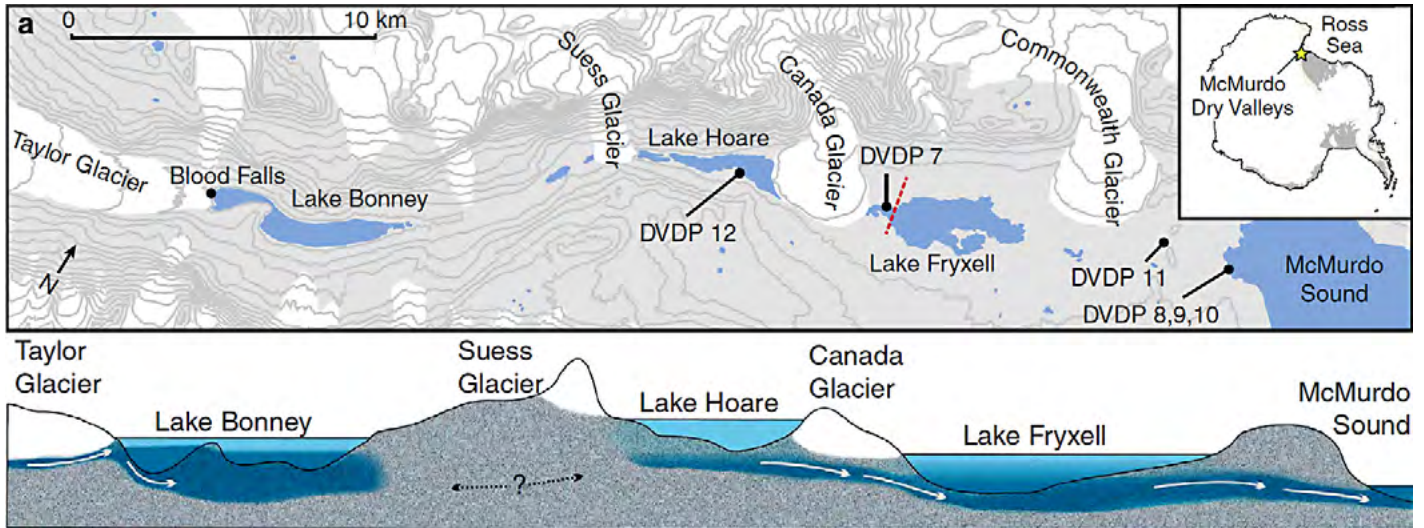 a
0
10 km
Ross
Sea
McMurdo
Dry Valleys
Suess Glacier
Canada Glacier
Commonwealth Glacier
Lake Hoare
DVDP 7
Taylor Glacier
Blood Falls
Lake Bonney
DVDP 12
Lake Fryxell
DVDP 11
McMurdo
Sound
DVDP 8,9,10
N
Taylor
Glacier
Suess
Glacier
Canada
Glacier
McMurdo
Sound
Lake Bonney
Lake Hoare
Lake Fryxell
?